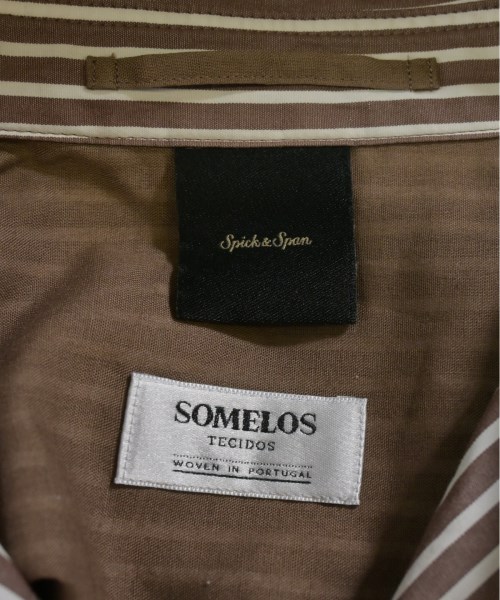 Spick & Span
SOMELOS
TECIDOS
WOVEN IN PORTUGAL